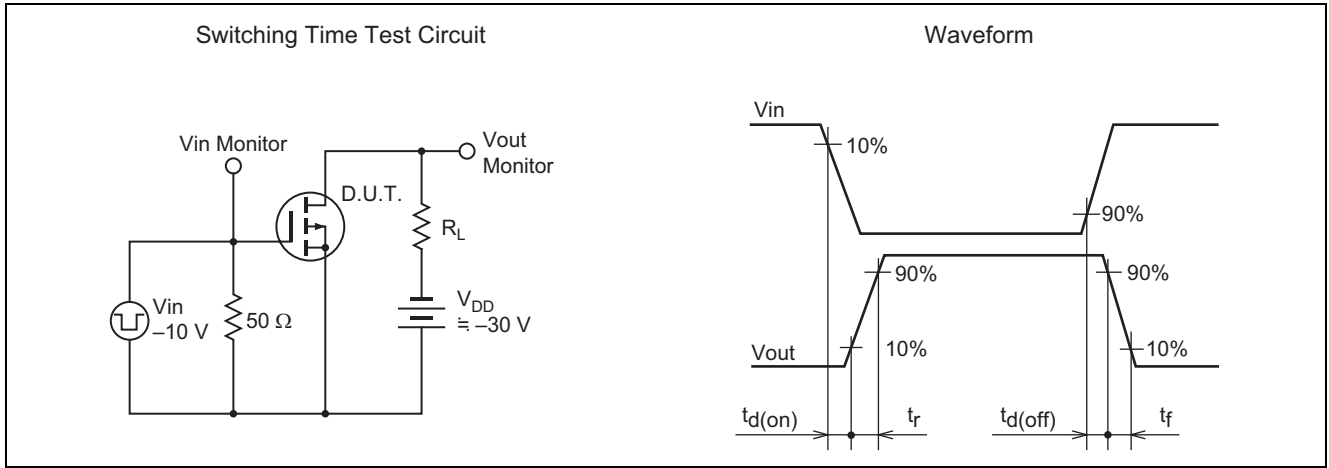 Switching Time Test Circuit
Vin Monitor
Vout
Monitor
D.U.T.
RL
Vin
–10 V
50 Ω
VDD
≒ –30 V
Waveform
Vin
10%
90%
90%
90%
Vout
10%
10%
td(on)
tr
td(off)
tf